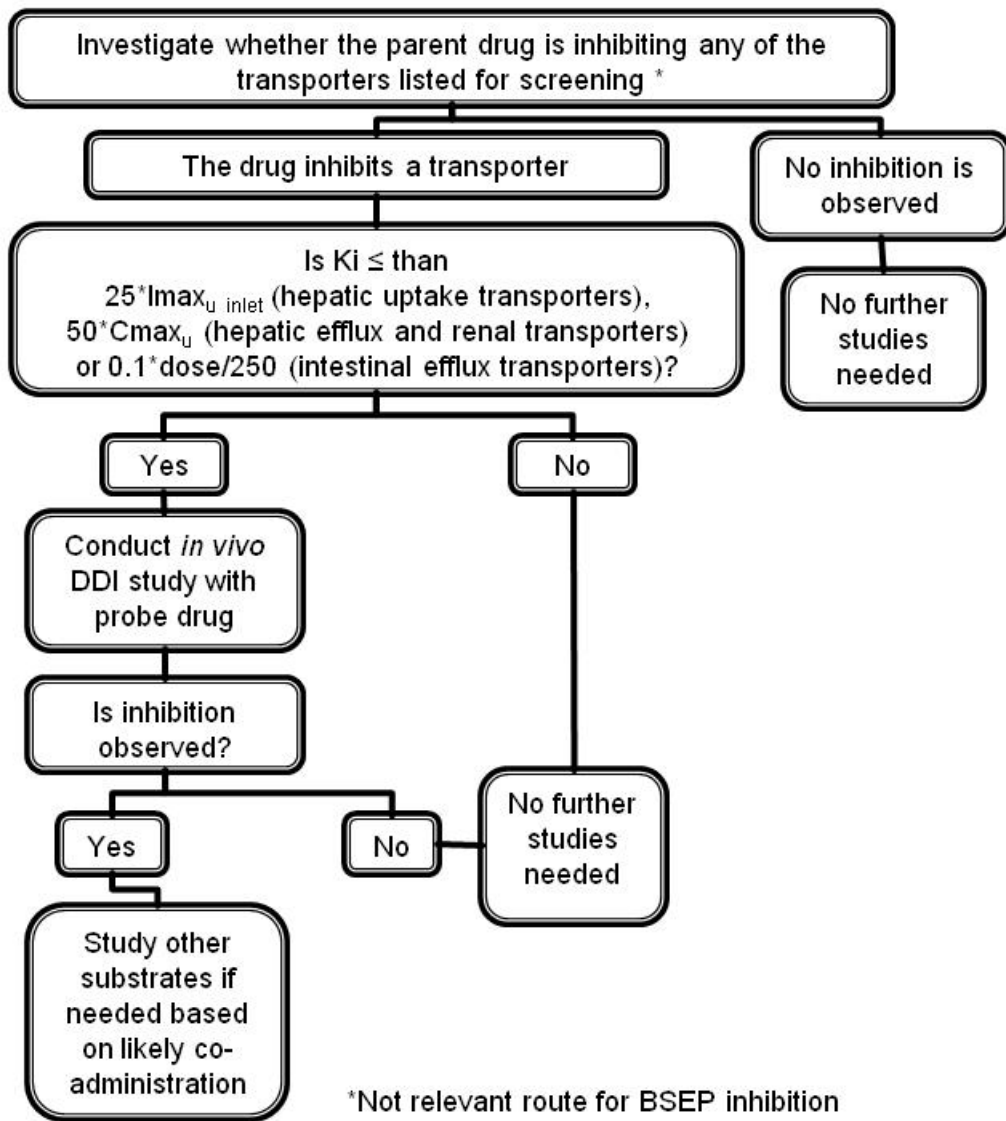 Investigate whether the parent drug is inhibiting any of the
transporters listed for screening *
The drug inhibits a transporter
No inhibition is
observed
Is Ki ≤ than
25*Imaxu inlet (hepatic uptake transporters),
50*Cmaxu (hepatic efflux and renal transporters)
or 0.1*dose/250 (intestinal efflux transporters)?
No further
studies
needed
Yes
No
Conduct in vivo
DDI study with
probe drug
Is inhibition
observed?
Yes
No
No further
studies
needed
Study other
substrates if
needed based
on likely co-
administration
*Not relevant route for BSEP inhibition